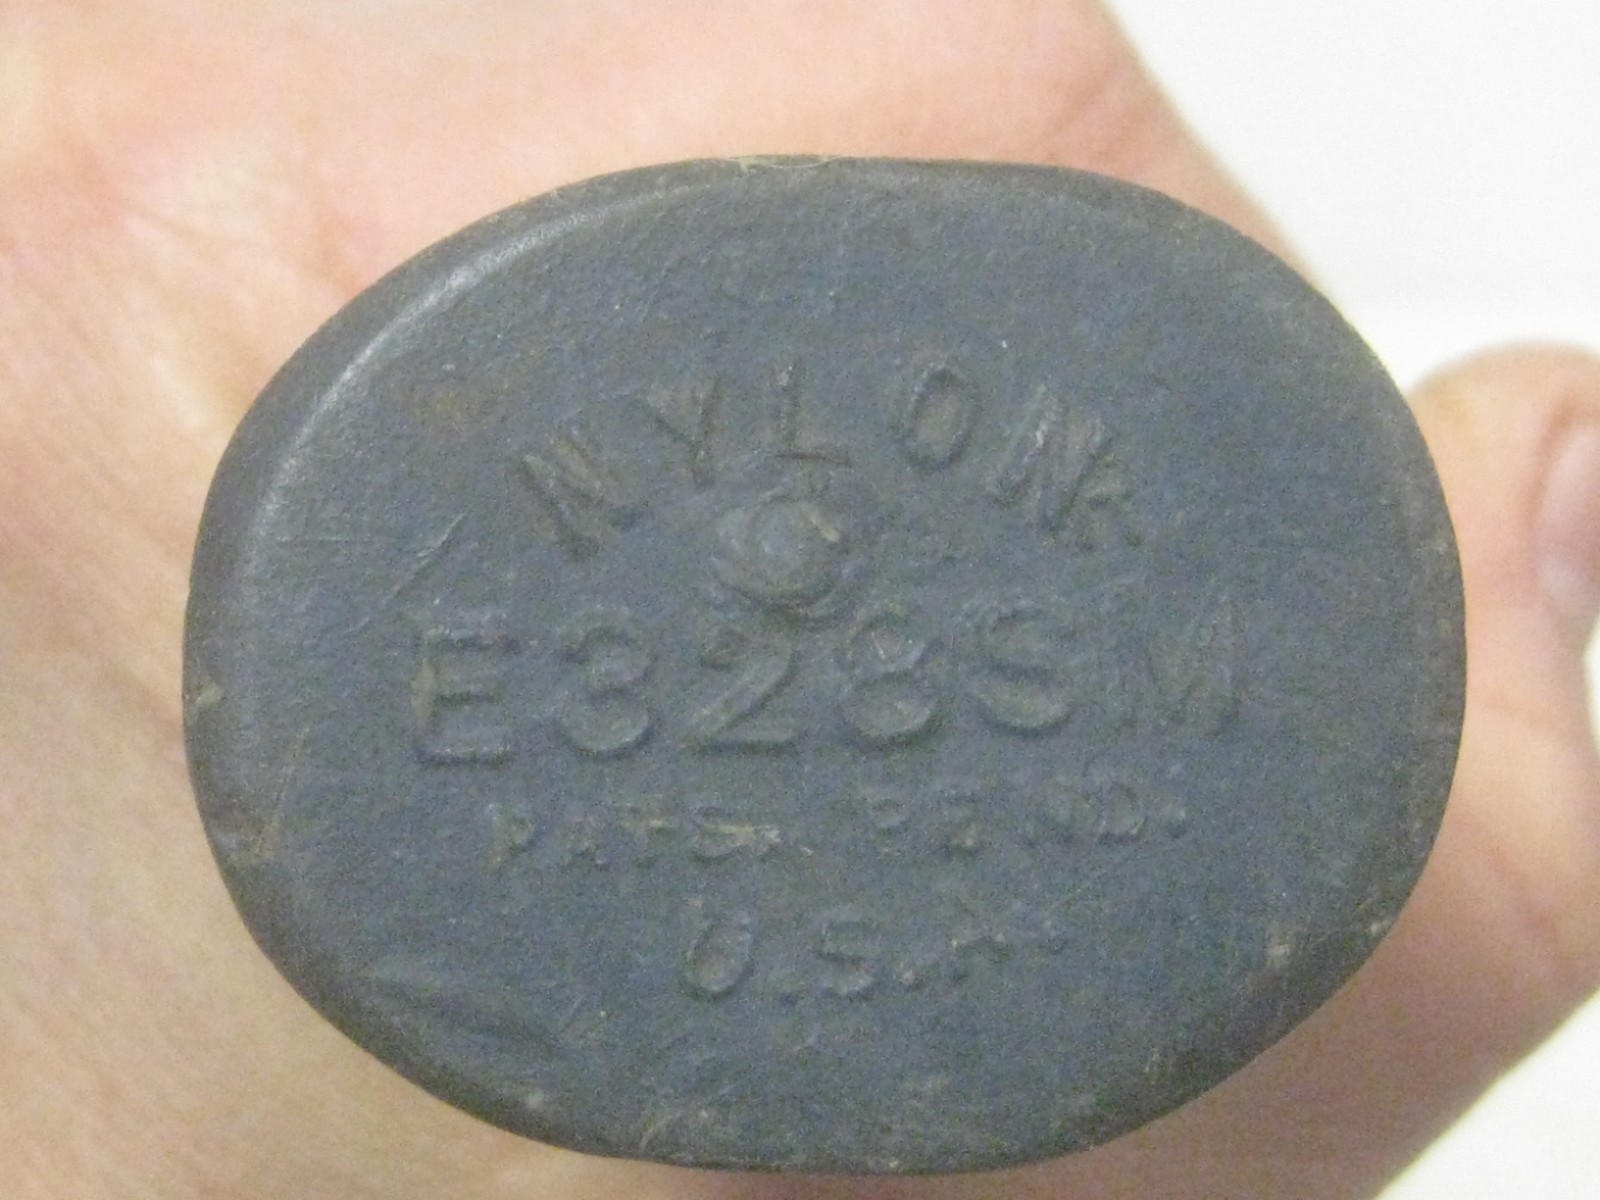 NYLON
E328SM
PATS. PEND.
U.S.A.